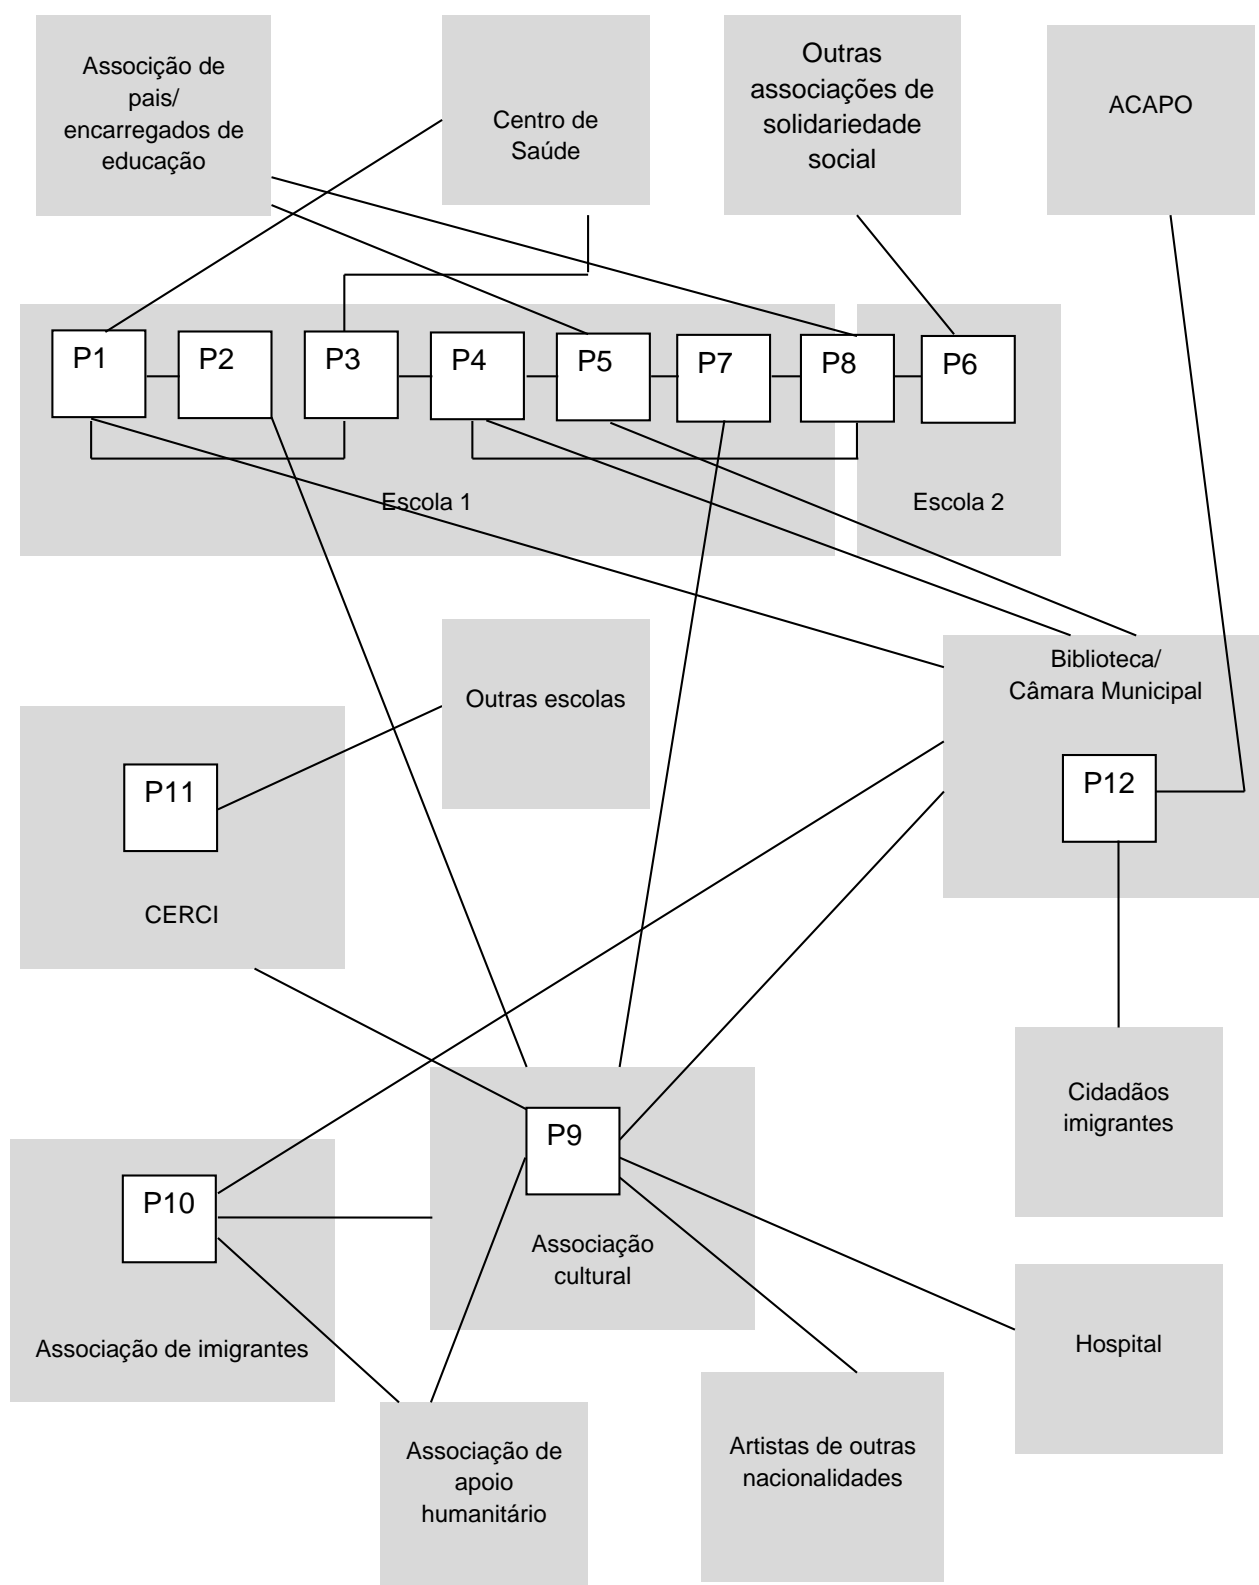 Associção de
pais/
encarregados de
educação
Centro de
Saúde
Outras
associações de
solidariedade
social
ACAPO
P1
P2
P3
P4
P5
P7
P8
P6
Escola 1
Escola 2
Outras escolas
Biblioteca/
Câmara Municipal
P11
P12
CERCI
Cidadãos
imigrantes
P9
P10
Associação
cultural
Associação de imigrantes
Hospital
Associação de
apoio
humanitário
Artistas de outras
nacionalidades